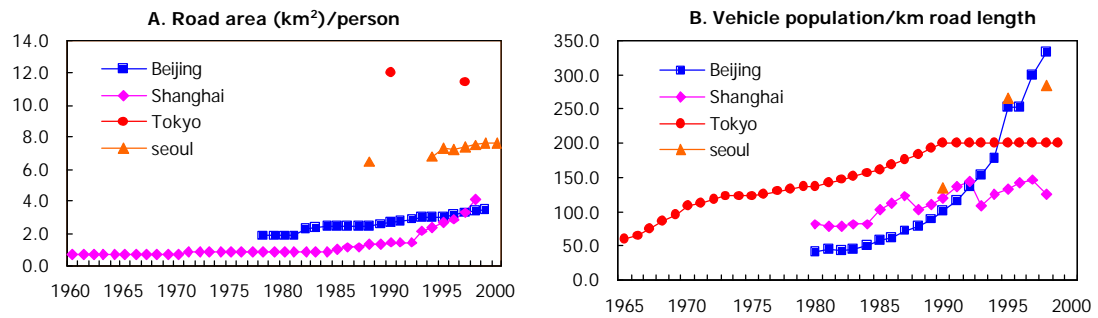 A. Road area (km²)/person
14.0
12.0
10.0
8.0
6.0
4.0
2.0
0.0
Beijing
Shanghai
Tokyo
seoul
1960 1965 1970 1975 1980 1985 1990 1995 2000
B. Vehicle population/km road length
350.0
300.0
250.0
200.0
150.0
100.0
50.0
0.0
Beijing
Shanghai
Tokyo
seoul
1965 1970 1975 1980 1985 1990 1995 2000